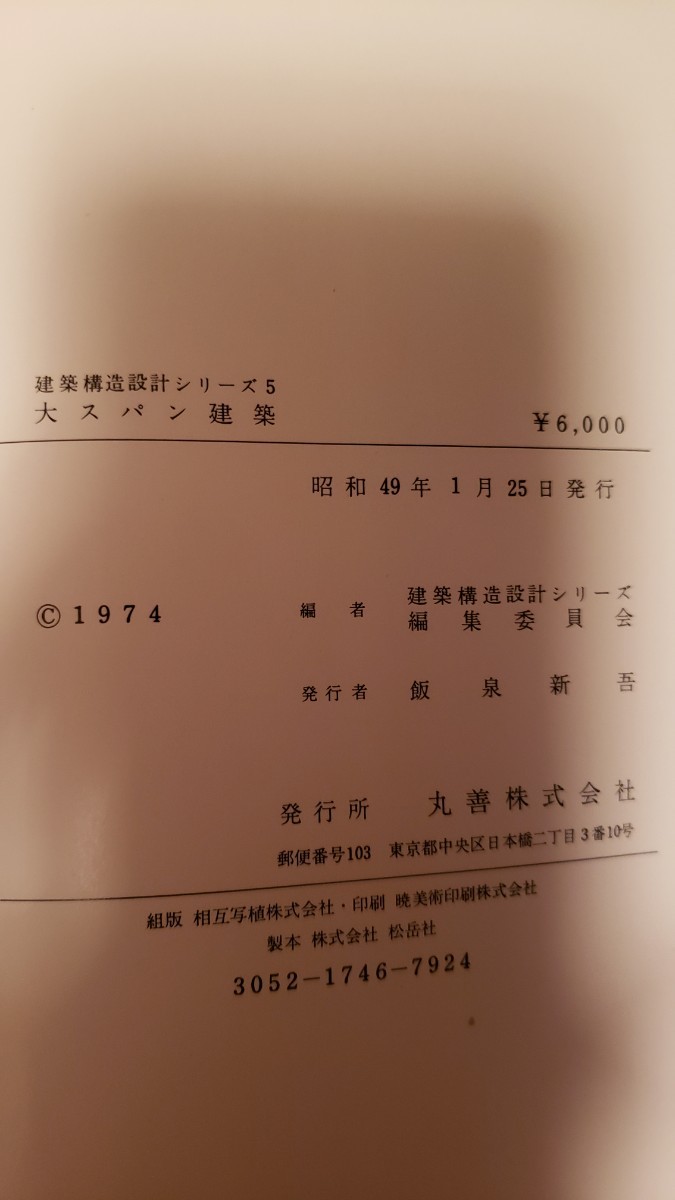 建築構造設計シリーズ5
大スパン建築 ¥6,000
昭和49年1月25日発行
©1974 編者 建築構造設計シリーズ
編集委員会
発行者 飯泉新吾
発行所 丸善株式会社
郵便番号103 東京都中央区日本橋二丁目3番10号
組版 相互写植株式会社・印刷 暁美術印刷株式会社
製本 株式会社 松岳社
3052-1746-7924